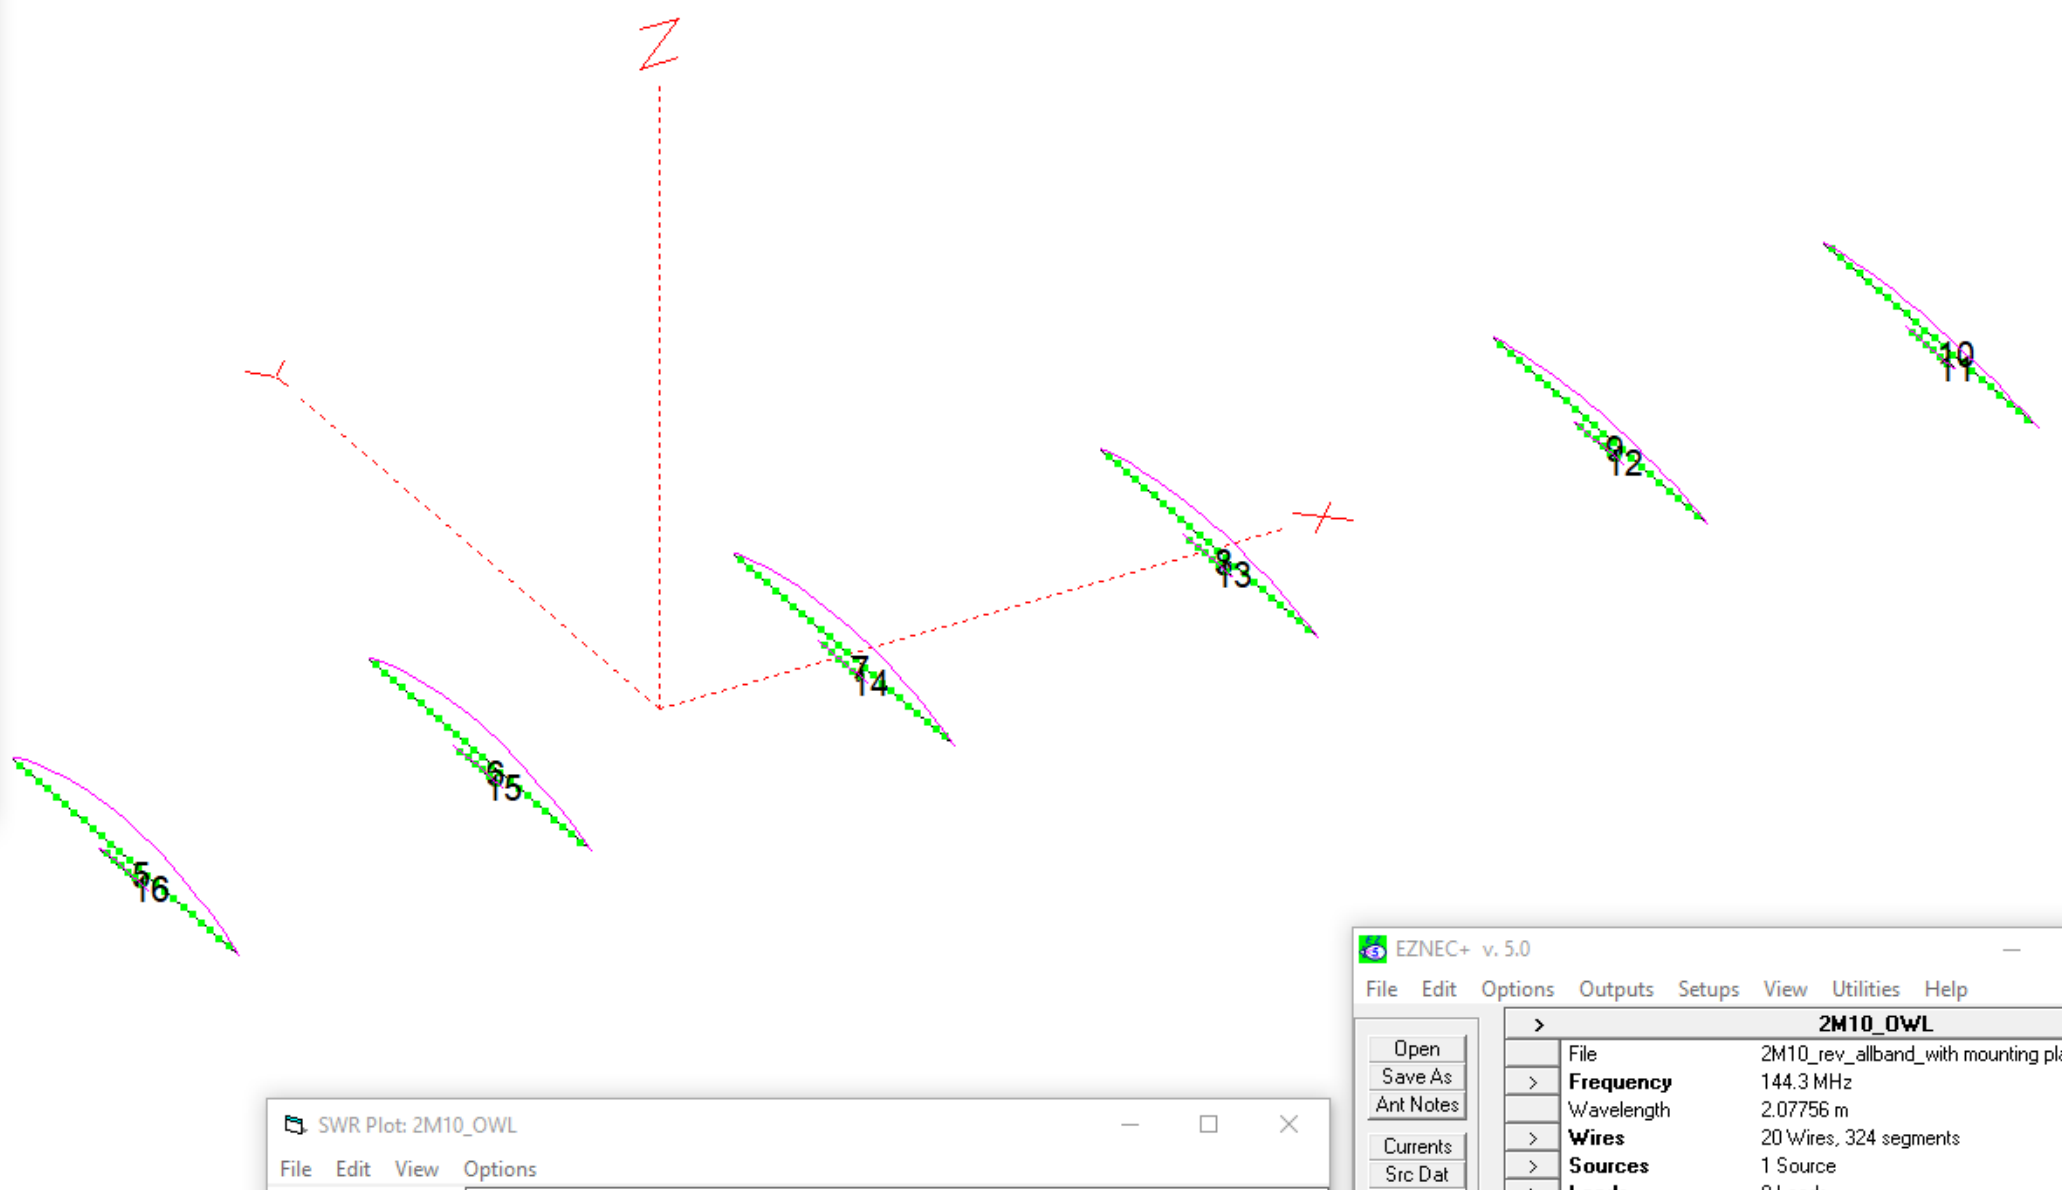 Z
Y
X
10
11
9
12
8
13
7
14
6
15
5
16
EZNEC+ v. 5.0
File Edit Options Outputs Setups View Utilities Help
> 2M10_OWL
Open
Save As
Ant Notes
Currents
Src Dat
File 2M10_rev_allband_with mounting
> Frequency 144.3 MHz
Wavelength 2.07756 m
> Wires 20 Wires, 324 segments
> Sources 1 Source
SWR Plot: 2M10_OWL
File Edit View Options